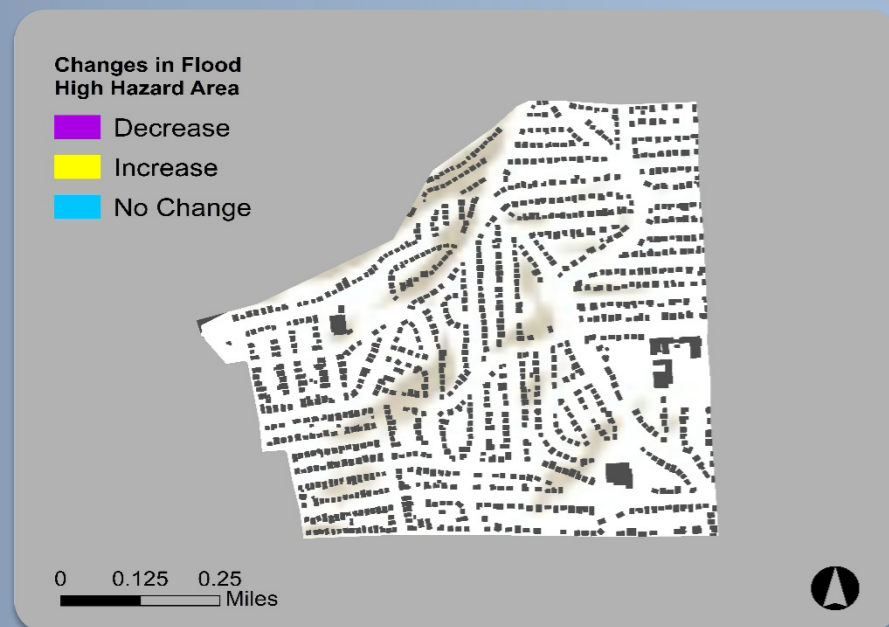 Changes in Flood
High Hazard Area
Decrease
Increase
No Change
0 0.125 0.25
Miles